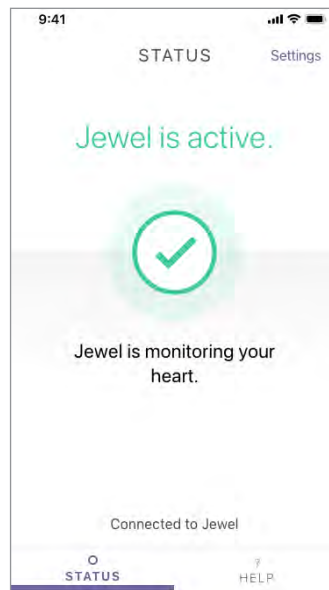 9:41
STATUS
Settings
Jewel is active.
Jewel is monitoring your
heart.
Connected to Jewel
STATUS
?
HELP